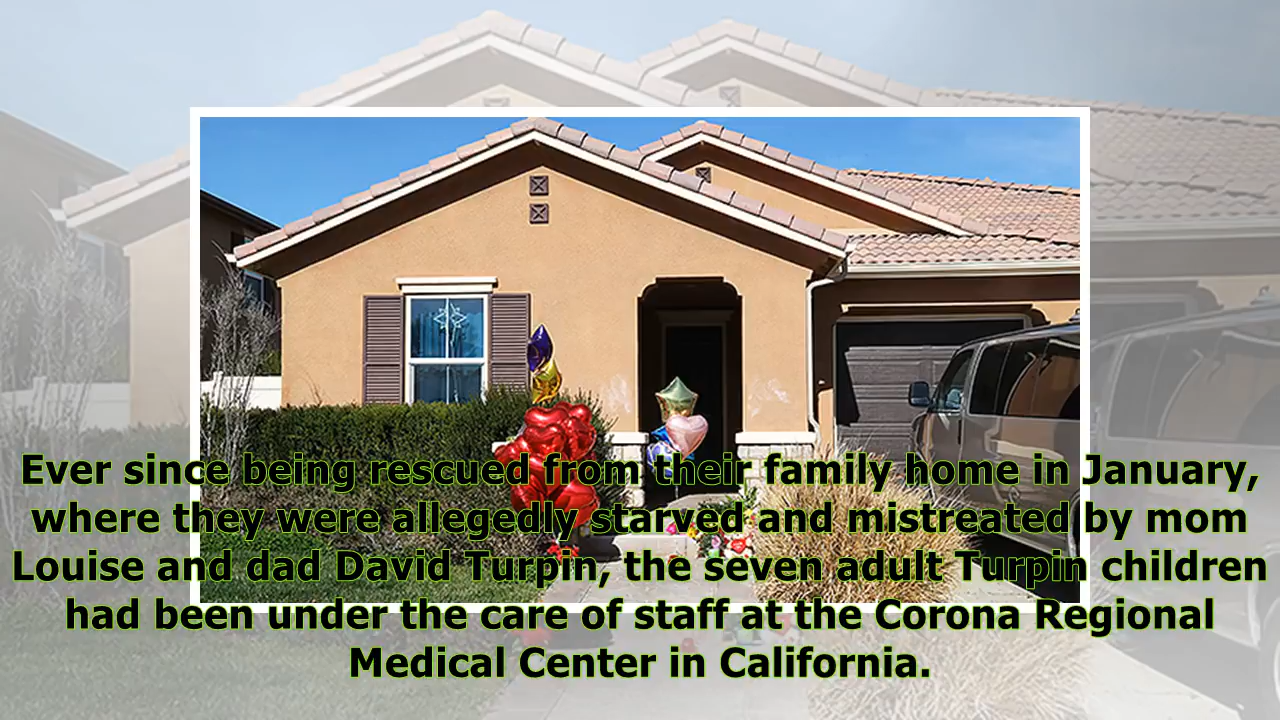 Ever since being rescued from their family home in January,
where they were allegedly starved and mistreated by mom
Louise and dad David Turpin, the seven adult Turpin children
had been under the care of staff at the Corona Regional
Medical Center in California.